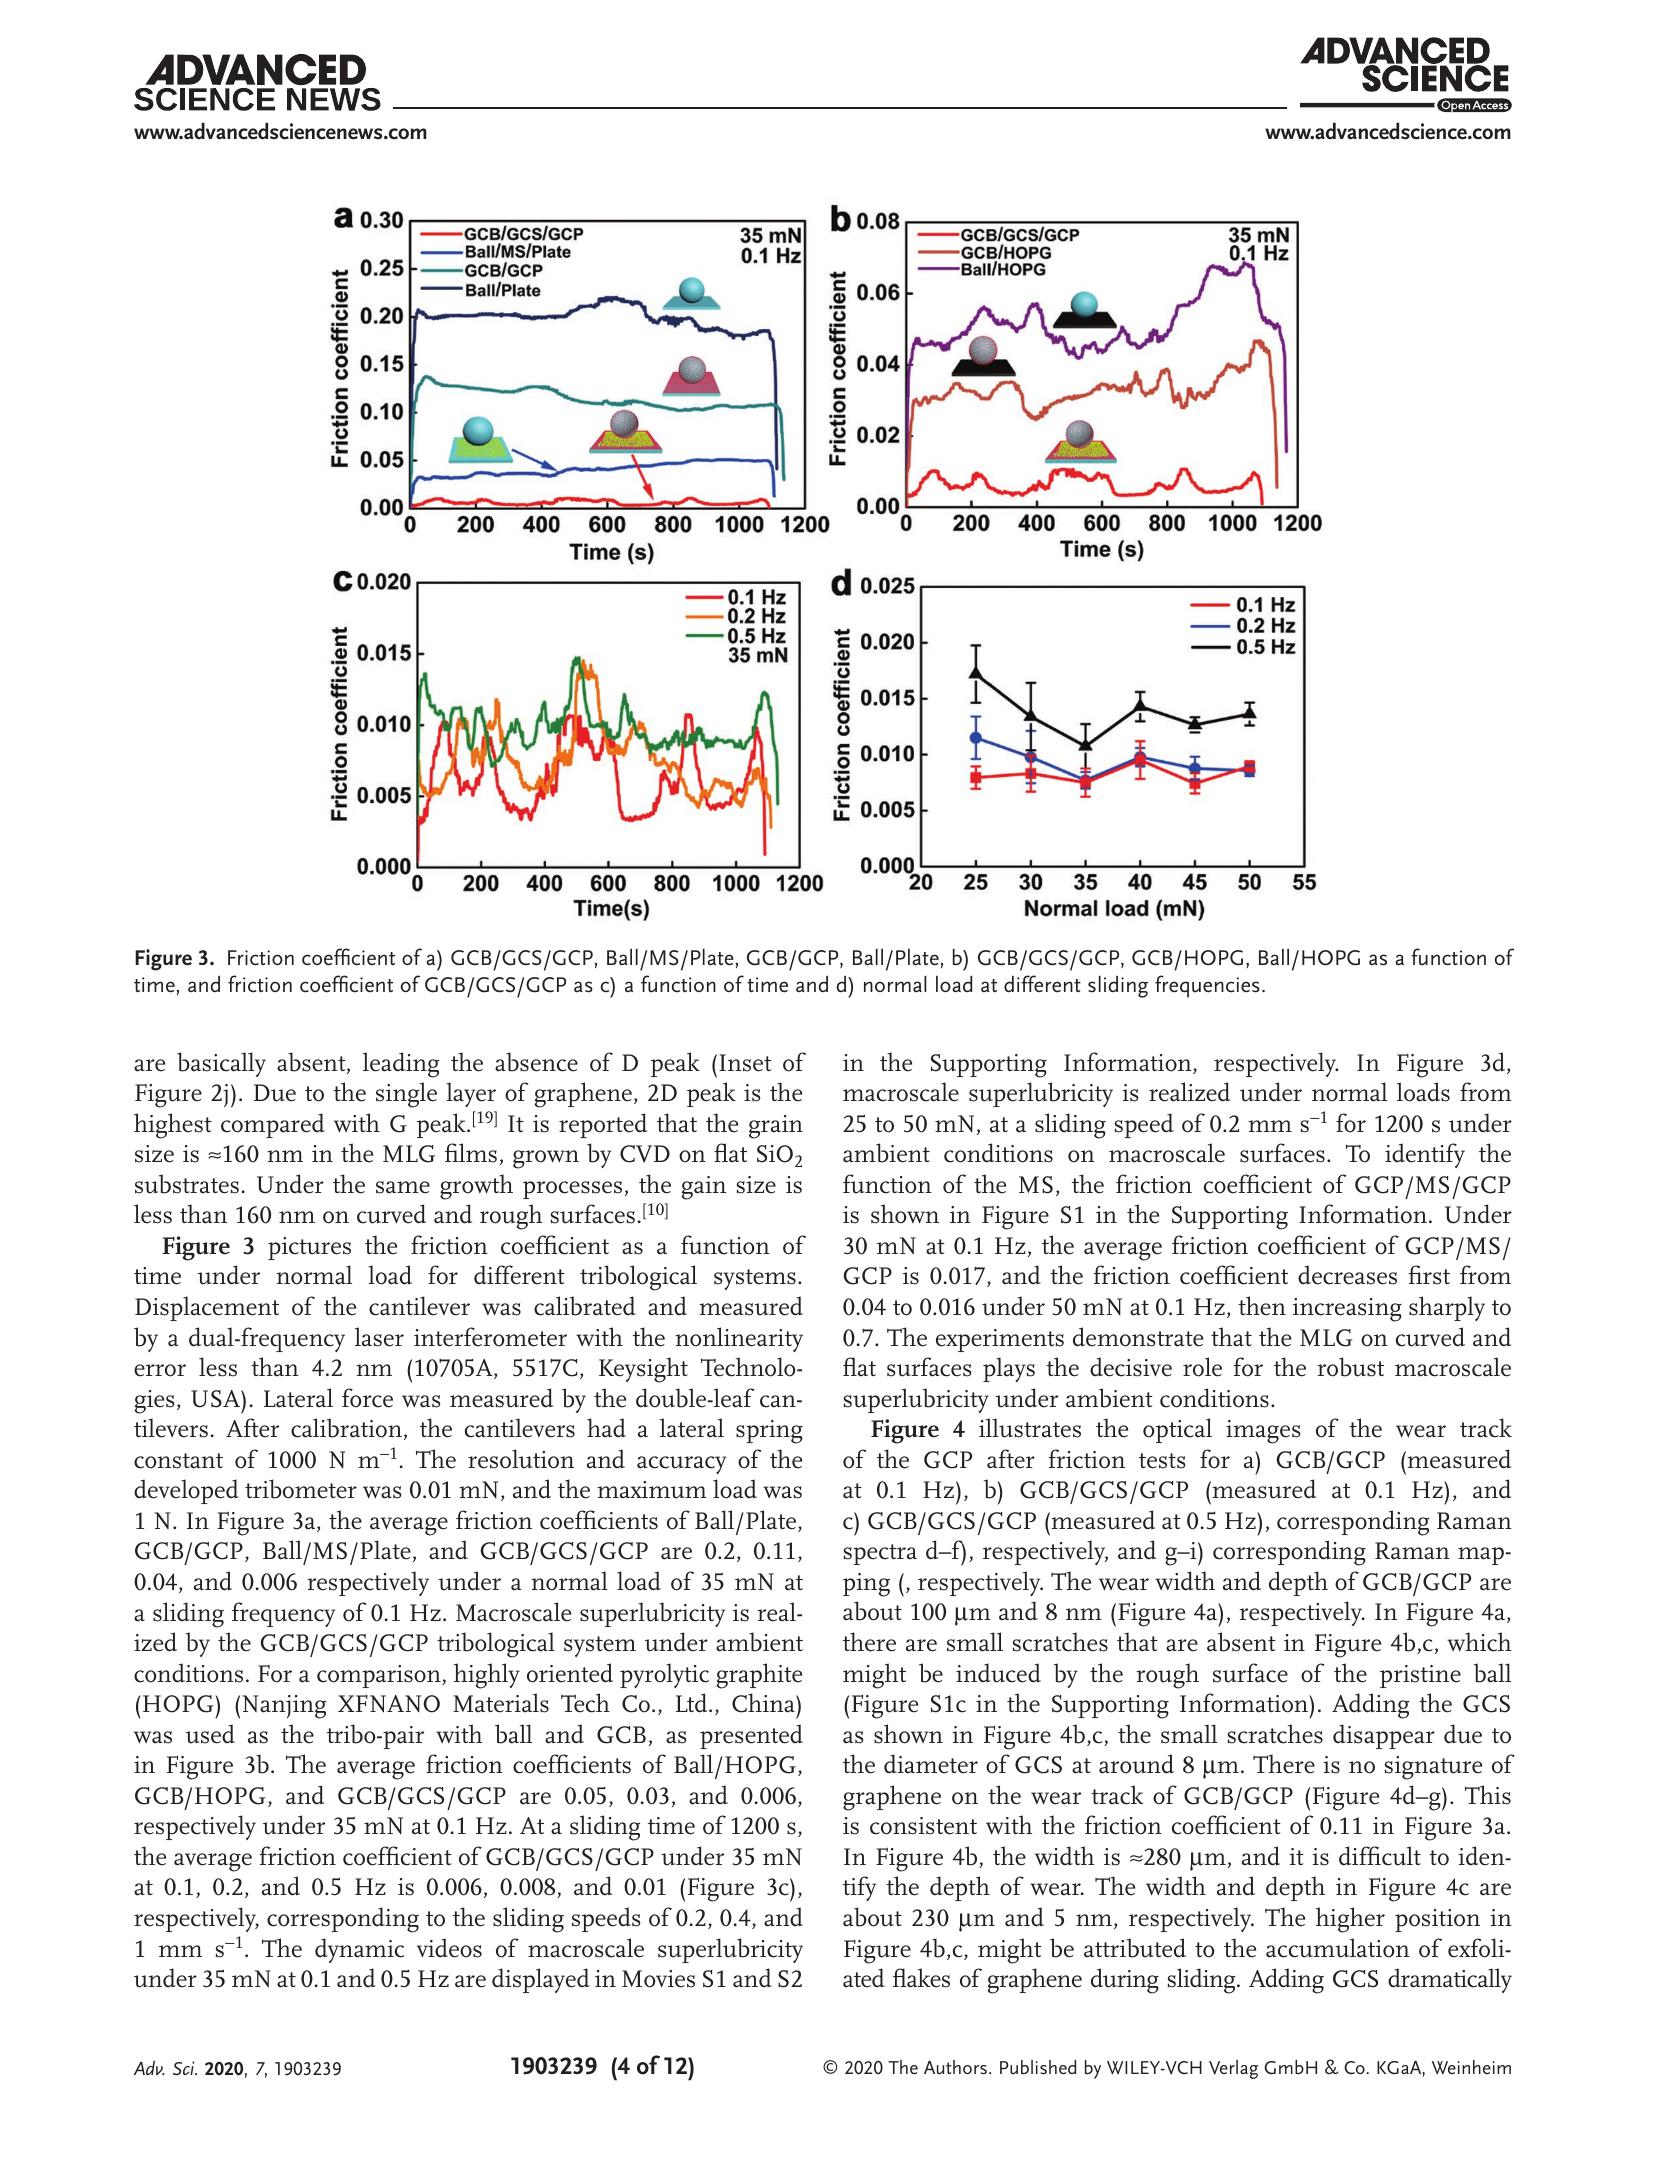 ADVANCED
SCIENCE NEWS
www.advancedsciencenews.com
ADVANCED
SCIENCE
Open Access
www.advancedscience.com
a
0.30
0.25
0.20
0.15
0.10
0.05
0.00
Friction coefficient
GCB/GCS/GCP
Ball/MS/Plate
GCB/GCP
Ball/Plate
35 mN
0.1 Hz
0 200 400 600 800 1000 1200
Time (s)
b
0.08
0.06
0.04
0.02
0.00
Friction coefficient
GCB/GCS/GCP
GCB/HOPG
Ball/HOPG
35 mN
0.1 Hz
0 200 400 600 800 1000 1200
Time (s)
c
0.020
0.015
0.010
0.005
0.000
Friction coefficient
0.1 Hz
0.2 Hz
0.5 Hz
35 mN
0 200 400 600 800 1000 1200
Time(s)
d
0.025
0.020
0.015
0.010
0.005
0.000
Friction coefficient
0.1 Hz
0.2 Hz
0.5 Hz
20 25 30 35 40 45 50 55
Normal load (mN)
Figure 3. Friction coefficient of a) GCB/GCS/GCP, Ball/MS/Plate, GCB/GCP, Ball/Plate, b) GCB/GCS/GCP, GCB/HOPG, Ball/HOPG as a function of
time, and friction coefficient of GCB/GCS/GCP as c) a function of time and d) normal load at different sliding frequencies.
are basically absent, leading the absence of D peak (Inset of
Figure 2j). Due to the single layer of graphene, 2D peak is the
highest compared with G peak.[19] It is reported that the grain
size is ≈160 nm in the MLG films, grown by CVD on flat SiO2
substrates. Under the same growth processes, the gain size is
less than 160 nm on curved and rough surfaces.[10]
Figure 3 pictures the friction coefficient as a function of
time under normal load for different tribological systems.
Displacement of the cantilever was calibrated and measured
by a dual-frequency laser interferometer with the nonlinearity
error less than 4.2 nm (10705A, 5517C, Keysight Technolo-
gies, USA). Lateral force was measured by the double-leaf can-
tilevers. After calibration, the cantilevers had a lateral spring
constant of 1000 N m−1. The resolution and accuracy of the
developed tribometer was 0.01 mN, and the maximum load was
1 N. In Figure 3a, the average friction coefficients of Ball/Plate,
GCB/GCP, Ball/MS/Plate, and GCB/GCS/GCP are 0.2, 0.11,
0.04, and 0.006 respectively under a normal load of 35 mN at
a sliding frequency of 0.1 Hz. Macroscale superlubricity is real-
ized by the GCB/GCS/GCP tribological system under ambient
conditions. For a comparison, highly oriented pyrolytic graphite
(HOPG) (Nanjing XFNANO Materials Tech Co., Ltd., China)
was used as the tribo-pair with ball and GCB, as presented
in Figure 3b. The average friction coefficients of Ball/HOPG,
GCB/HOPG, and GCB/GCS/GCP are 0.05, 0.03, and 0.006,
respectively under 35 mN at 0.1 Hz. At a sliding time of 1200 s,
the average friction coefficient of GCB/GCS/GCP under 35 mN
at 0.1, 0.2, and 0.5 Hz is 0.006, 0.008, and 0.01 (Figure 3c),
respectively, corresponding to the sliding speeds of 0.2, 0.4, and
1 mm s−1. The dynamic videos of macroscale superlubricity
under 35 mN at 0.1 and 0.5 Hz are displayed in Movies S1 and S2
in the Supporting Information, respectively. In Figure 3d,
macroscale superlubricity is realized under normal loads from
25 to 50 mN, at a sliding speed of 0.2 mm s−1 for 1200 s under
ambient conditions on macroscale surfaces. To identify the
function of the MS, the friction coefficient of GCP/MS/GCP
is shown in Figure S1 in the Supporting Information. Under
30 mN at 0.1 Hz, the average friction coefficient of GCP/MS/
GCP is 0.017, and the friction coefficient decreases first from
0.04 to 0.016 under 50 mN at 0.1 Hz, then increasing sharply to
0.7. The experiments demonstrate that the MLG on curved and
flat surfaces plays the decisive role for the robust macroscale
superlubricity under ambient conditions.
Figure 4 illustrates the optical images of the wear track
of the GCP after friction tests for a) GCB/GCP (measured
at 0.1 Hz), b) GCB/GCS/GCP (measured at 0.1 Hz), and
c) GCB/GCS/GCP (measured at 0.5 Hz), corresponding Raman
spectra d–f), respectively, and g–i) corresponding Raman map-
ping (, respectively. The wear width and depth of GCB/GCP are
about 100 μm and 8 nm (Figure 4a), respectively. In Figure 4a,
there are small scratches that are absent in Figure 4b,c, which
might be induced by the rough surface of the pristine ball
(Figure S1c in the Supporting Information). Adding the GCS
as shown in Figure 4b,c, the small scratches disappear due to
the diameter of GCS at around 8 μm. There is no signature of
graphene on the wear track of GCB/GCP (Figure 4d–g). This
is consistent with the friction coefficient of 0.11 in Figure 3a.
In Figure 4b, the width is ≈280 μm, and it is difficult to iden-
tify the depth of wear. The width and depth in Figure 4c are
about 230 μm and 5 nm, respectively. The higher position in
Figure 4b,c, might be attributed to the accumulation of exfoli-
ated flakes of graphene during sliding. Adding GCS dramatically
Adv. Sci. 2020, 7, 1903239
1903239 (4 of 12)
© 2020 The Authors. Published by WILEY-VCH Verlag GmbH & Co. KGaA, Weinheim